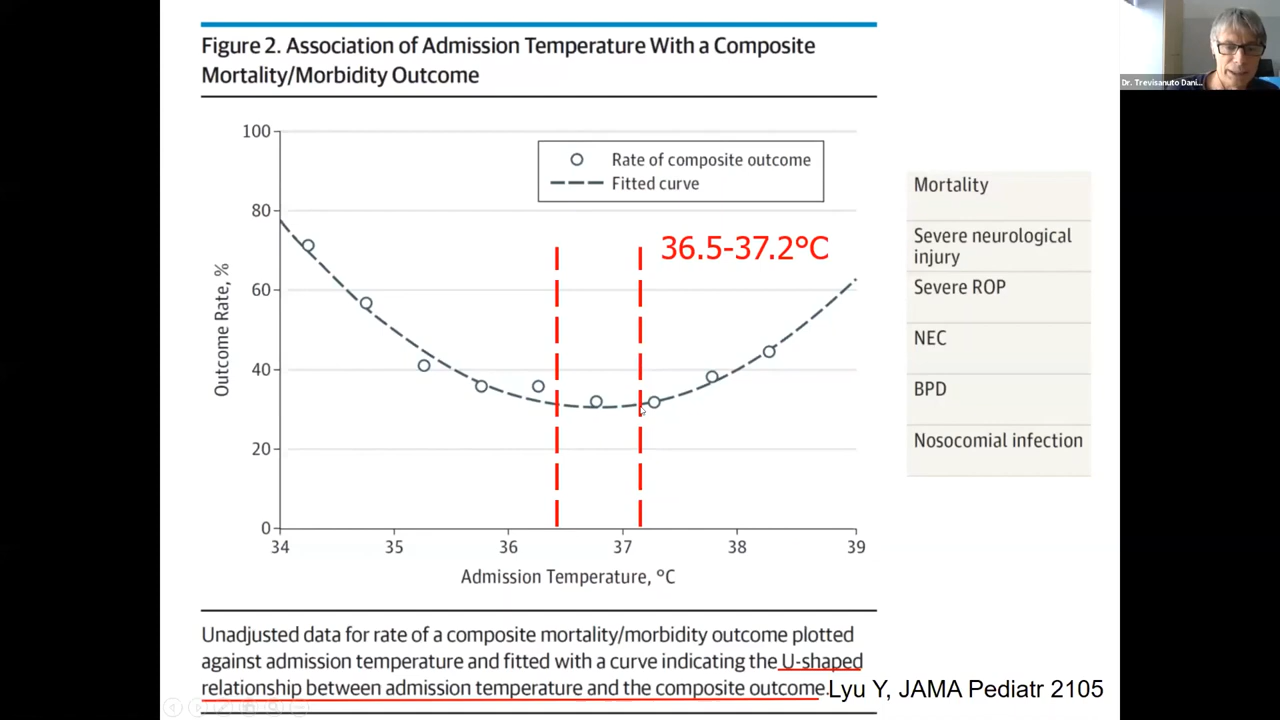 Figure 2. Association of Admission Temperature With a Composite
Mortality/Morbidity Outcome
100
80
60
40
20
0
Outcome Rate, %
Rate of composite outcome
Fitted curve
36.5-37.2°C
34
35
36
37
38
39
Admission Temperature, °C
Unadjusted data for rate of a composite mortality/morbidity outcome plotted
against admission temperature and fitted with a curve indicating the U-shaped
relationship between admission temperature and the composite outcome.
Lyu Y, JAMA Pediatr 2105
Mortality
Severe neurological
injury
Severe ROP
NEC
BPD
Nosocomial infection
Dr. Trevisanuto Dani...